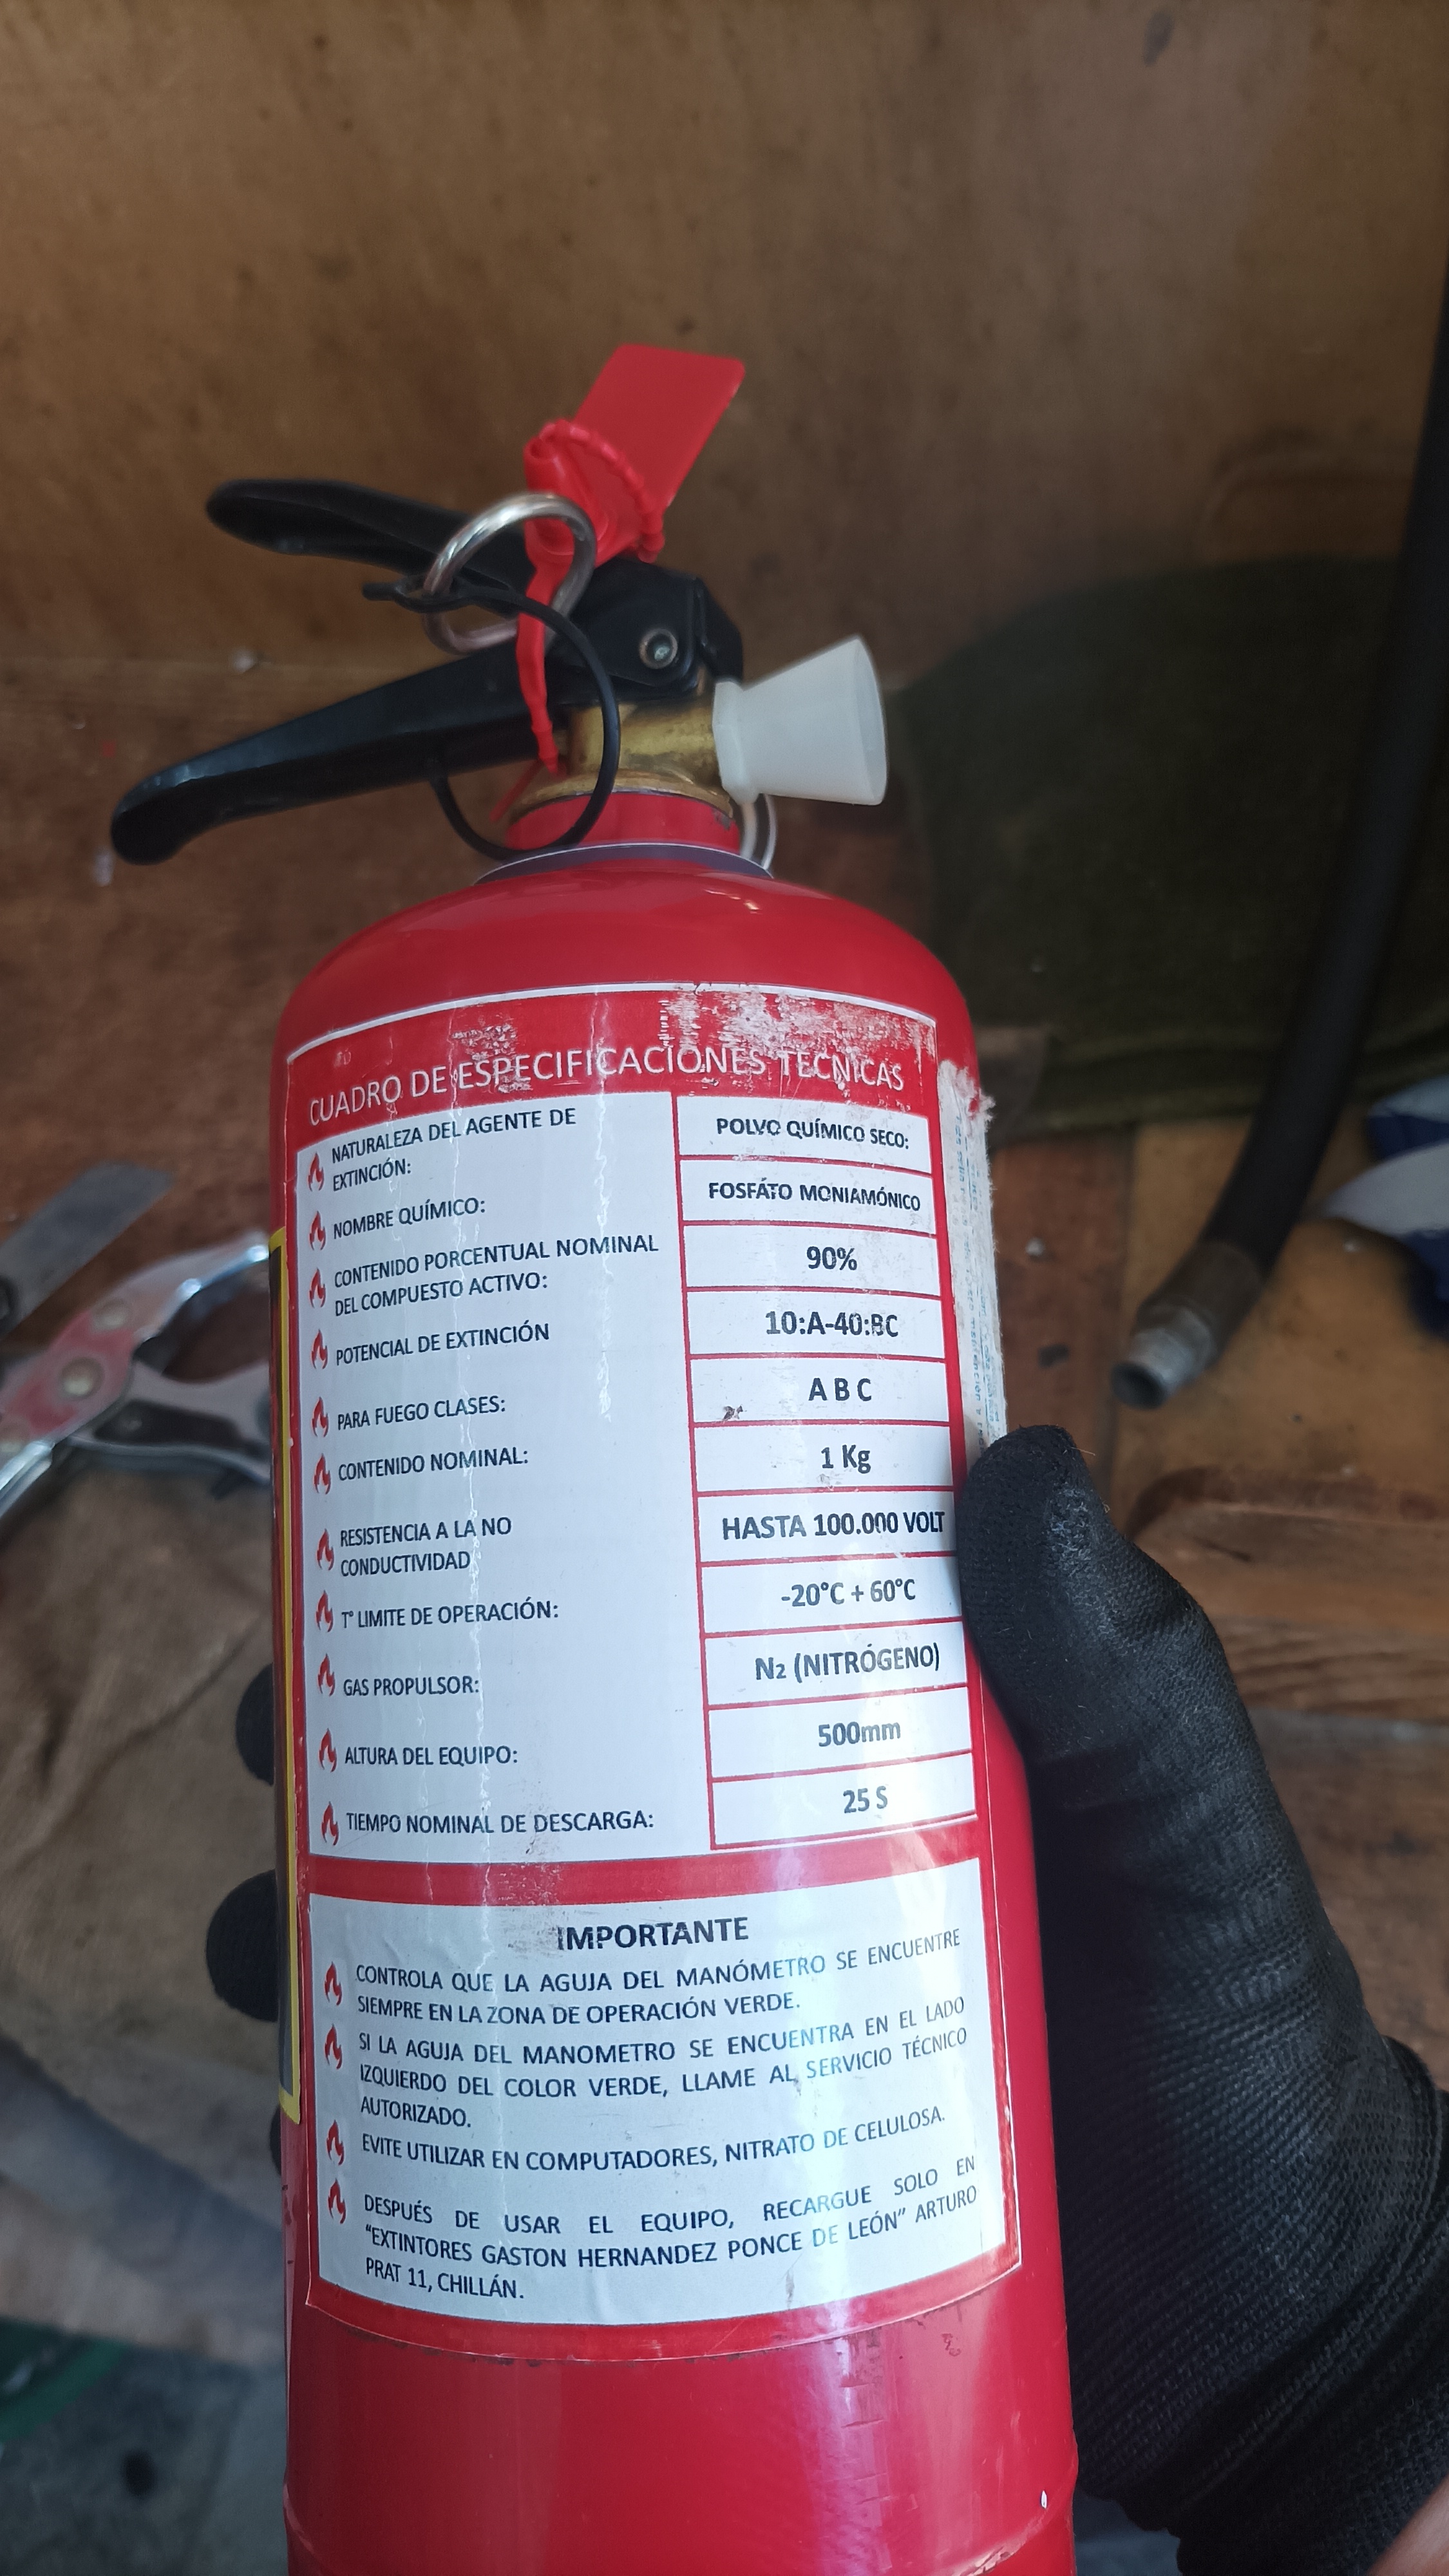 CUADRO DE ESPECIFICACIONES TECNICAS
NATURALEZA DEL AGENTE DE
EXTINCIÓN:
POLVO QUÍMICO SECO:
NOMBRE QUÍMICO:
FOSFÁTO MONIAMÓNICO
CONTENIDO PORCENTUAL NOMINAL
DEL COMPUESTO ACTIVO:
90%
POTENCIAL DE EXTINCIÓN
10:A-40:BC
PARA FUEGO CLASES:
A B C
CONTENIDO NOMINAL:
1 Kg
RESISTENCIA A LA NO
CONDUCTIVIDAD
HASTA 100.000 VOLT
T° LIMITE DE OPERACIÓN:
-20°C + 60°C
GAS PROPULSOR:
N₂ (NITRÓGENO)
ALTURA DEL EQUIPO:
500mm
TIEMPO NOMINAL DE DESCARGA:
25 S
IMPORTANTE
CONTROLA QUE LA AGUJA DEL MANÓMETRO SE ENCUENTRE
SIEMPRE EN LA ZONA DE OPERACIÓN VERDE.
SI LA AGUJA DEL MANOMETRO SE ENCUENTRA EN EL LADO
IZQUIERDO DEL COLOR VERDE, LLAME AL SERVICIO TÉCNICO
AUTORIZADO.
EVITE UTILIZAR EN COMPUTADORES, NITRATO DE CELULOSA.
DESPUÉS DE USAR EL EQUIPO, RECARGUE SOLO EN
"EXTINTORES GASTON HERNANDEZ PONCE DE LEÓN" ARTURO
PRAT 11, CHILLÁN.